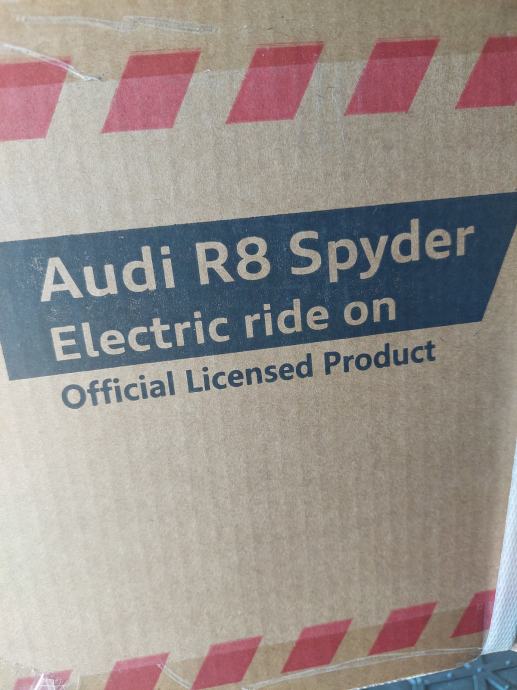 Audi R8 Spyder
Electric ride on
Official Licensed Product